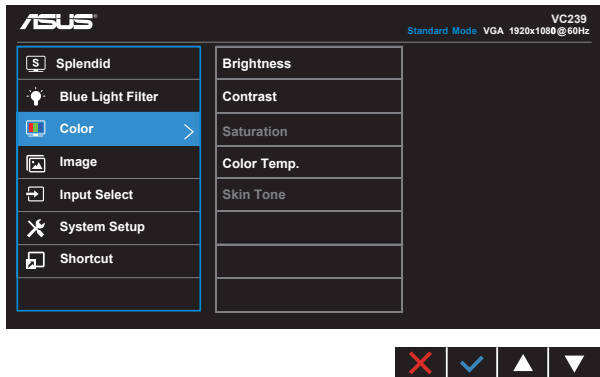 ASUS
VC239
Standard Mode VGA 1920x1080@60Hz
S Splendid
Blue Light Filter
Color
Image
Input Select
System Setup
Shortcut
Brightness
Contrast
Saturation
Color Temp.
Skin Tone